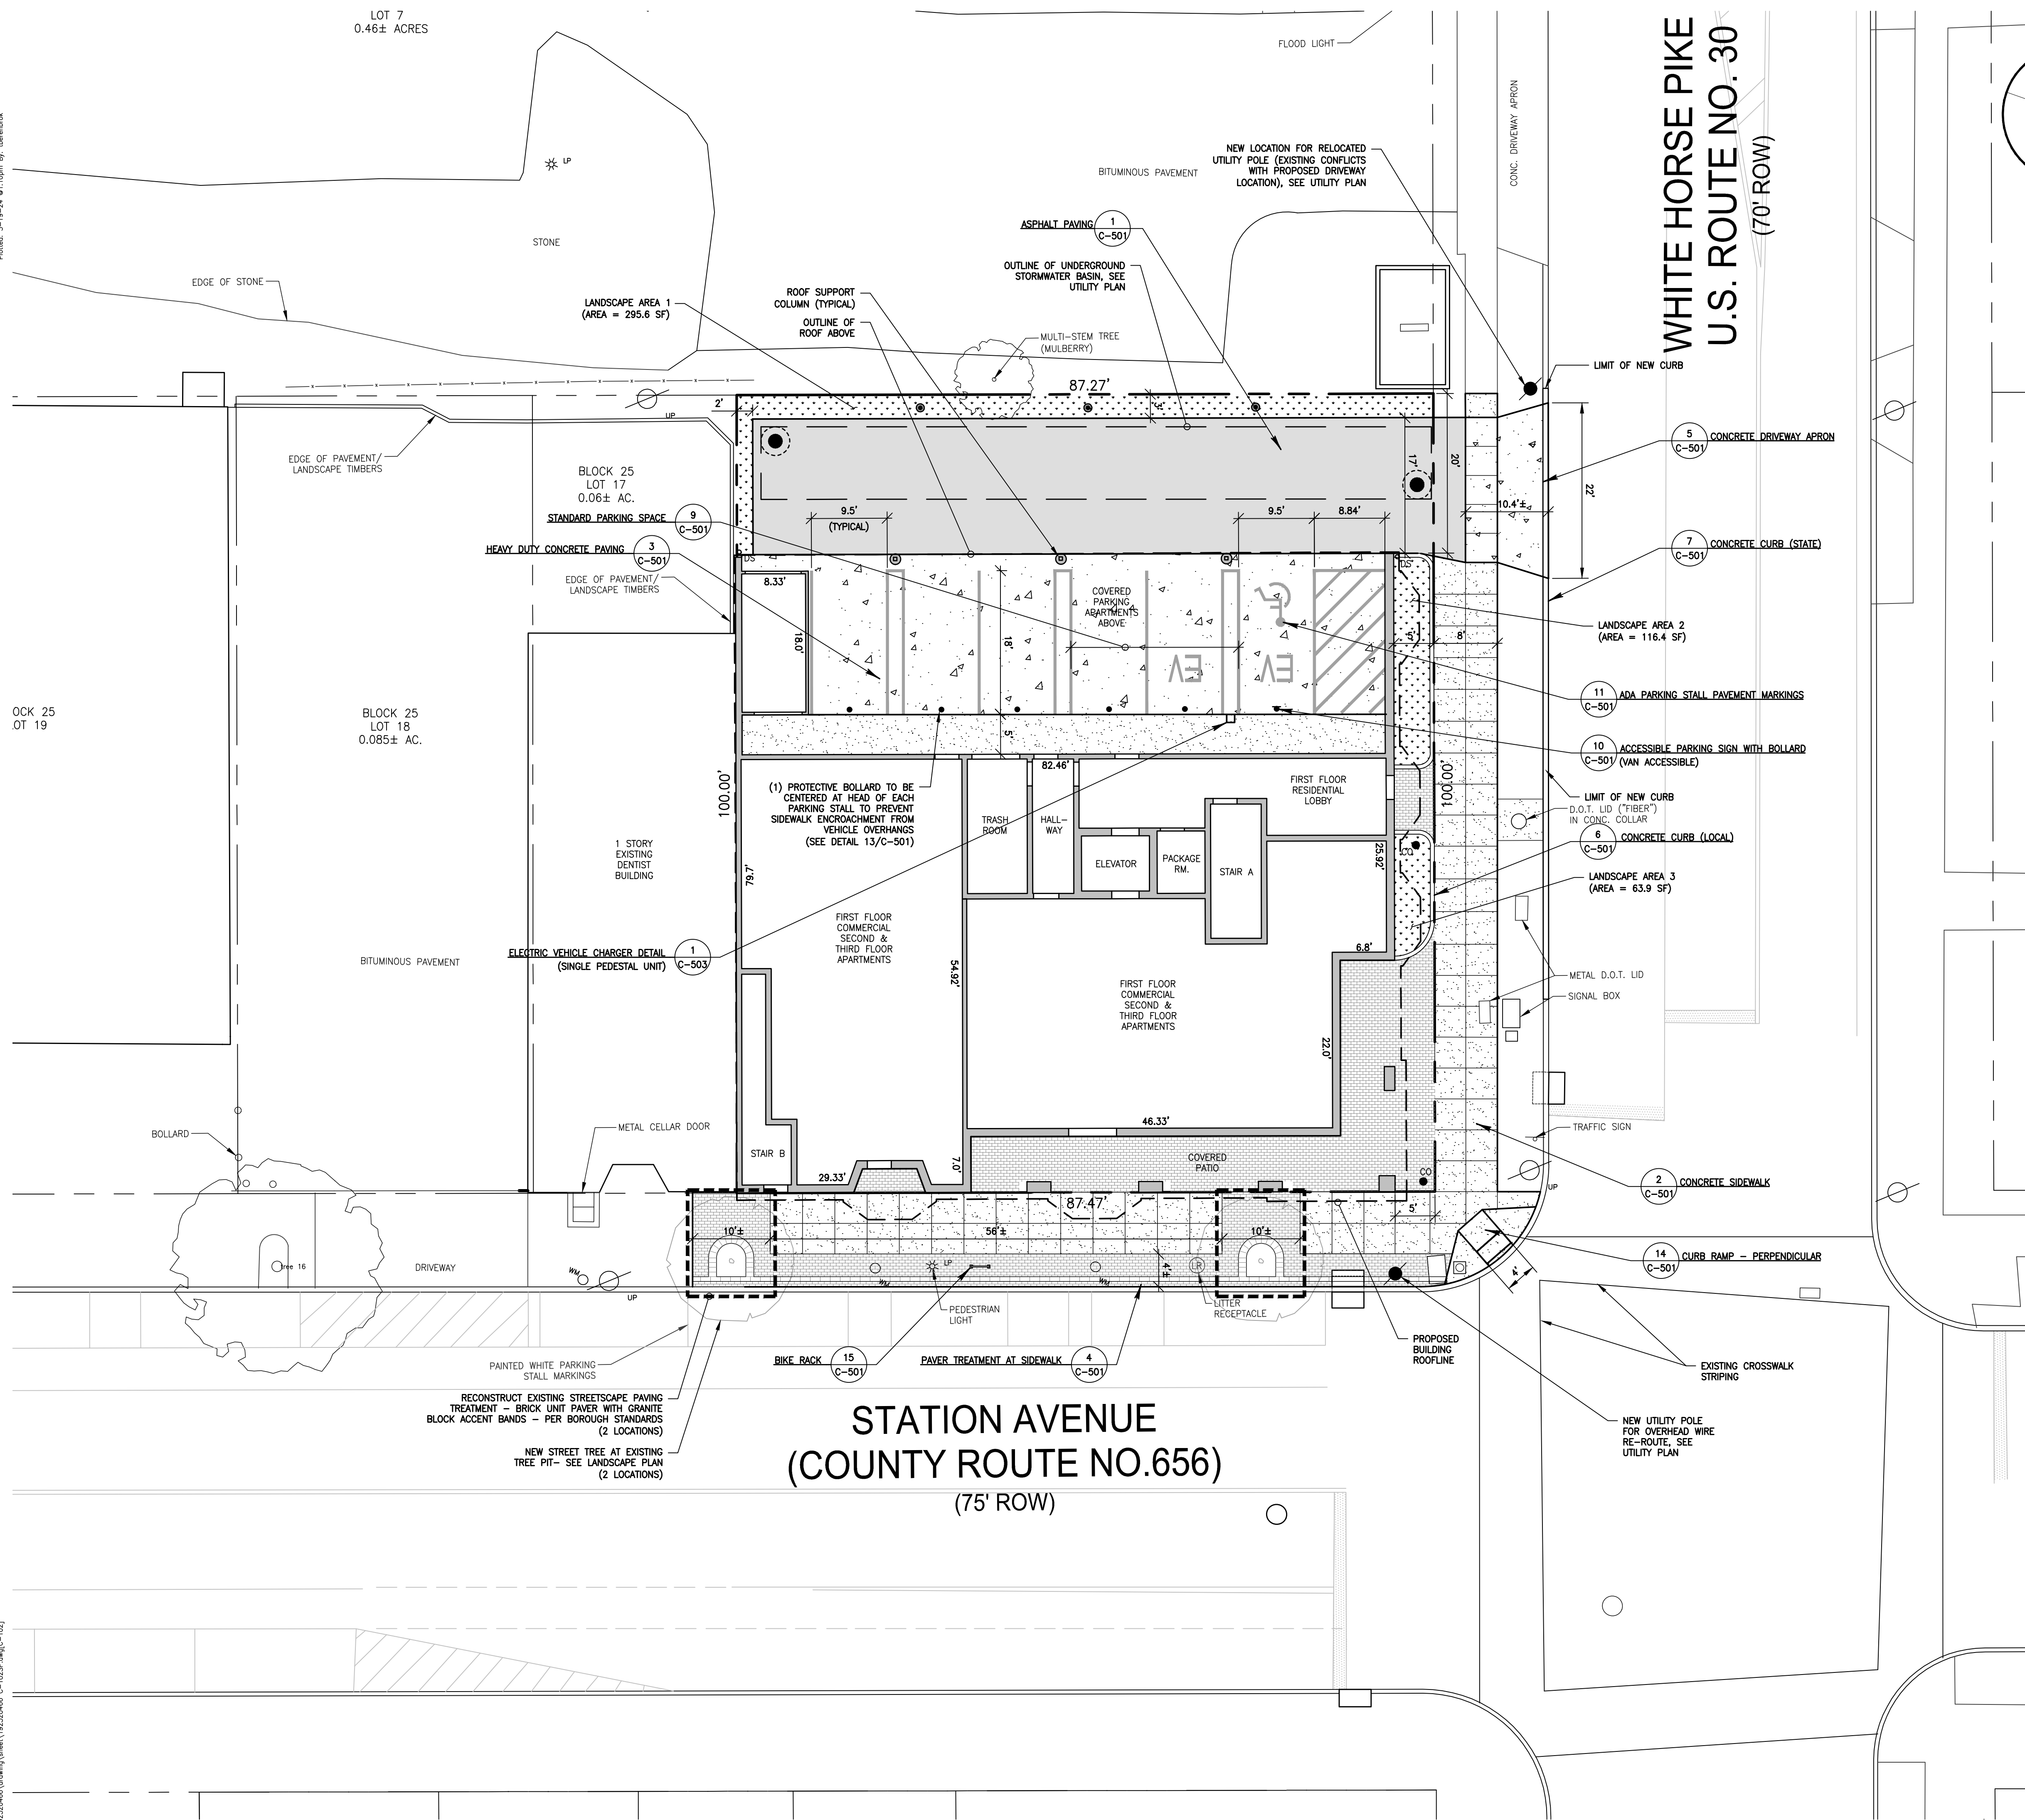 LOT 7
0.46± ACRES
FLOOD LIGHT
CONC. DRIVEWAY APRON
WHITE HORSE PIKE
U.S. ROUTE NO. 30
(70' ROW)
LP
BITUMINOUS PAVEMENT
NEW LOCATION FOR RELOCATED
UTILITY POLE (EXISTING CONFLICTS
WITH PROPOSED DRIVEWAY
LOCATION), SEE UTILITY PLAN
STONE
EDGE OF STONE
ASPHALT PAVING
1
C-501
OUTLINE OF UNDERGROUND
STORMWATER BASIN, SEE
UTILITY PLAN
LANDSCAPE AREA 1
(AREA = 295.6 SF)
ROOF SUPPORT
COLUMN (TYPICAL)
OUTLINE OF
ROOF ABOVE
MULTI-STEM TREE
(MULBERRY)
LIMIT OF NEW CURB
87.27'
2'
3'
UP
EDGE OF PAVEMENT/
LANDSCAPE TIMBERS
BLOCK 25
LOT 17
0.06± AC.
5
C-501
CONCRETE DRIVEWAY APRON
17'
20'
22'
10.4'±
STANDARD PARKING SPACE
9
C-501
9.5'
(TYPICAL)
9.5'
8.84'
HEAVY DUTY CONCRETE PAVING
3
C-501
7
C-501
CONCRETE CURB (STATE)
EDGE OF PAVEMENT/
LANDSCAPE TIMBERS
DS
DS
8.33'
18.0'
18'
COVERED
PARKING
APARTMENTS
ABOVE
EV
EV
5'
8'
LANDSCAPE AREA 2
(AREA = 116.4 SF)
11
C-501
ADA PARKING STALL PAVEMENT MARKINGS
OCK 25
OT 19
BLOCK 25
LOT 18
0.085± AC.
5'
10
C-501
ACCESSIBLE PARKING SIGN WITH BOLLARD
(VAN ACCESSIBLE)
100.00'
82.46'
100.00'
(1) PROTECTIVE BOLLARD TO BE
CENTERED AT HEAD OF EACH
PARKING STALL TO PREVENT
SIDEWALK ENCROACHMENT FROM
VEHICLE OVERHANGS
(SEE DETAIL 13/C-501)
FIRST FLOOR
RESIDENTIAL
LOBBY
LIMIT OF NEW CURB
D.O.T. LID ("FIBER")
IN CONC. COLLAR
TRASH
ROOM
HALL-
WAY
6
C-501
CONCRETE CURB (LOCAL)
1 STORY
EXISTING
DENTIST
BUILDING
79.7'
ELEVATOR
PACKAGE
RM.
STAIR A
25.92'
CO
LANDSCAPE AREA 3
(AREA = 63.9 SF)
FIRST FLOOR
COMMERCIAL
SECOND &
THIRD FLOOR
APARTMENTS
ELECTRIC VEHICLE CHARGER DETAIL
(SINGLE PEDESTAL UNIT)
1
C-503
6.8'
BITUMINOUS PAVEMENT
54.92'
FIRST FLOOR
COMMERCIAL
SECOND &
THIRD FLOOR
APARTMENTS
METAL D.O.T. LID
SIGNAL BOX
22.0'
BOLLARD
METAL CELLAR DOOR
46.33'
TRAFFIC SIGN
STAIR B
COVERED
PATIO
7.0'
29.33'
CO
2
C-501
CONCRETE SIDEWALK
UP
87.47'
5'
10'±
56'±
10'±
14
C-501
CURB RAMP - PERPENDICULAR
tree 16
DRIVEWAY
WM
UP
WM
LP
WM
4'±
LR
4'
PEDESTRIAN
LIGHT
LITTER
RECEPTACLE
PROPOSED
BUILDING
ROOFLINE
BIKE RACK
15
C-501
PAVER TREATMENT AT SIDEWALK
4
C-501
PAINTED WHITE PARKING
STALL MARKINGS
EXISTING CROSSWALK
STRIPING
RECONSTRUCT EXISTING STREETSCAPE PAVING
TREATMENT - BRICK UNIT PAVER WITH GRANITE
BLOCK ACCENT BANDS - PER BOROUGH STANDARDS
(2 LOCATIONS)
NEW STREET TREE AT EXISTING
TREE PIT- SEE LANDSCAPE PLAN
(2 LOCATIONS)
NEW UTILITY POLE
FOR OVERHEAD WIRE
RE-ROUTE, SEE
UTILITY PLAN
STATION AVENUE
(COUNTY ROUTE NO.656)
(75' ROW)